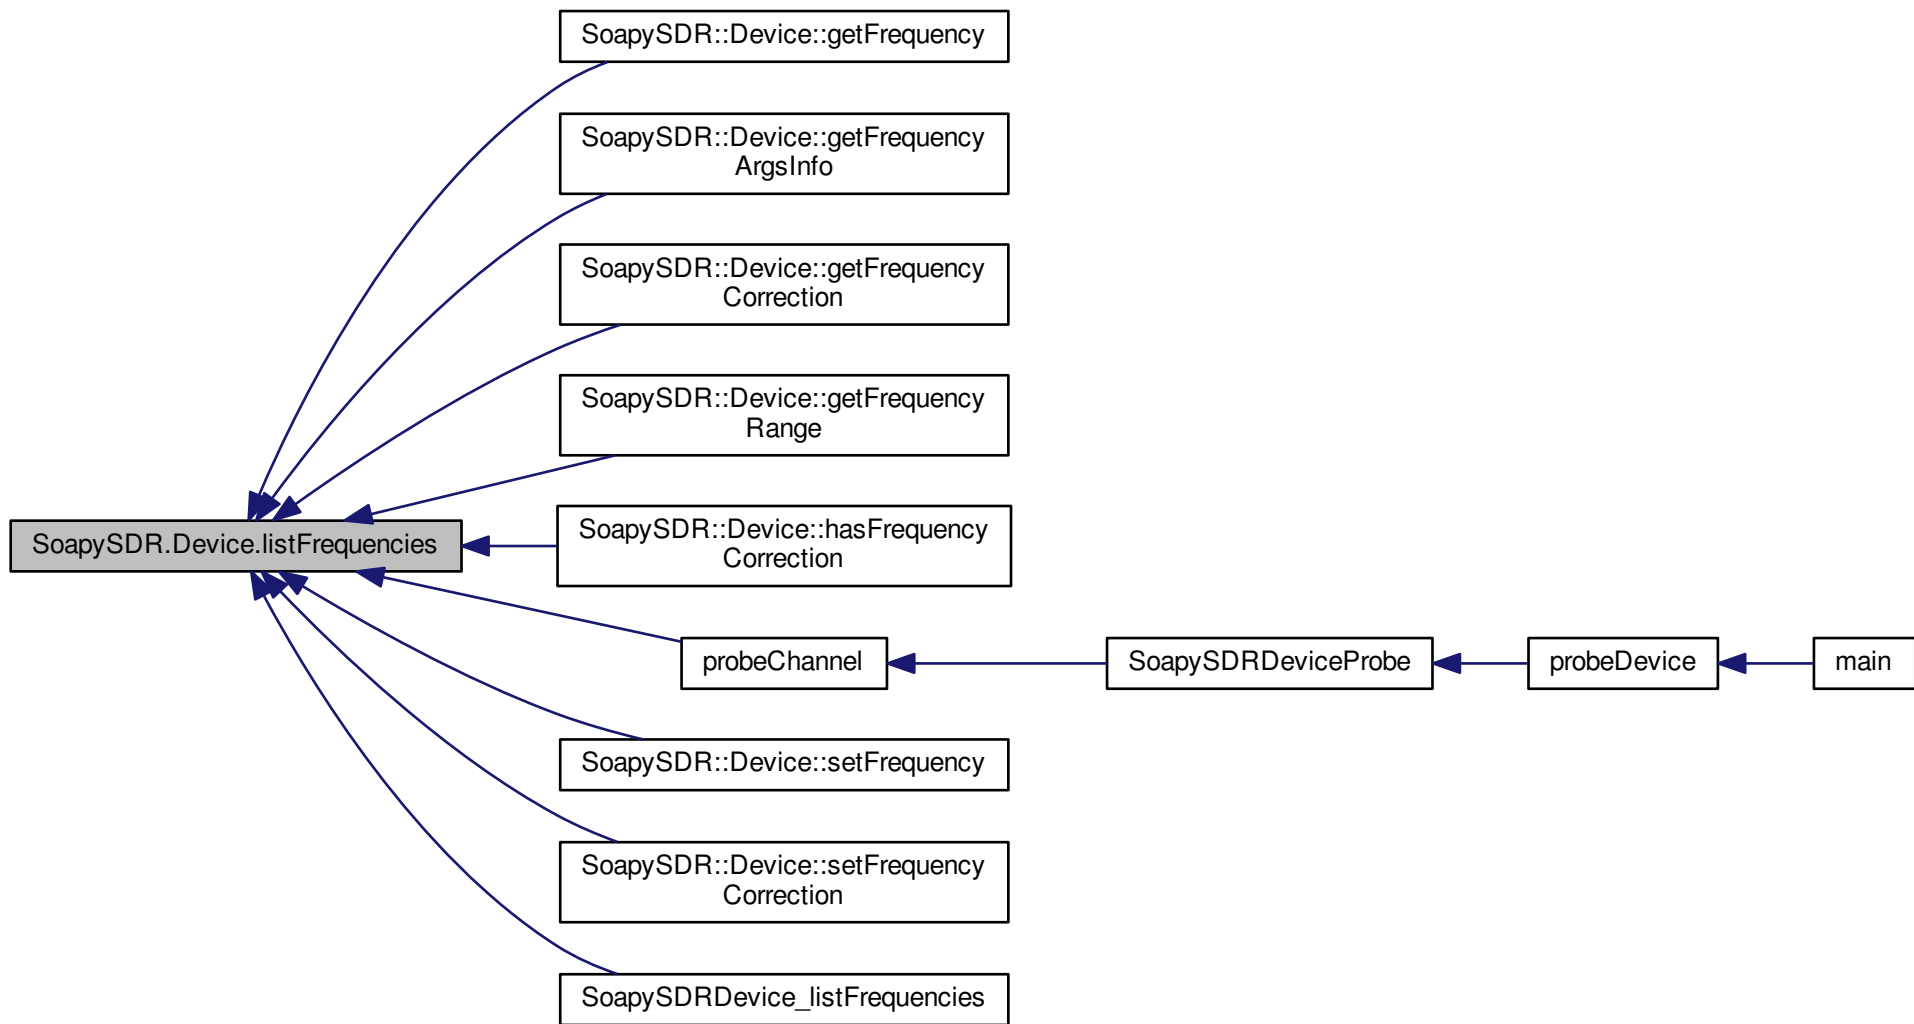 SoapySDR::Device::getFrequency
SoapySDR::Device::getFrequency
ArgsInfo
SoapySDR::Device::getFrequency
Correction
SoapySDR::Device::getFrequency
Range
SoapySDR.Device.listFrequencies
SoapySDR::Device::hasFrequency
Correction
probeChannel
SoapySDRDeviceProbe
probeDevice
main
SoapySDR::Device::setFrequency
SoapySDR::Device::setFrequency
Correction
SoapySDRDevice_listFrequencies